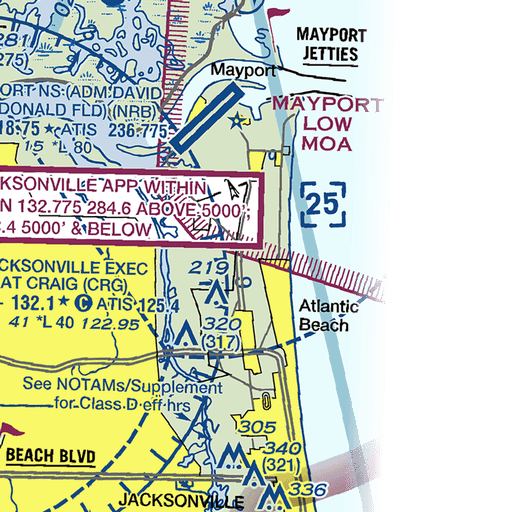 MAYPORT
JETTIES
281
275)
Mayport
ORT NS (ADM DAVID
DONALD FLD) (NRB)
118.75 ★ ATIS 236.775
15 *L 80
MAYPORT
LOW
MOA
KSONVILLE APP WITHIN
N 132.775 284.6 ABOVE 5000';
.4 5000' & BELOW
25
CKSONVILLE EXEC
AT CRAIG (CRG)
- 132.1 ★ C ATIS 125.4
41 *L 40 122.95
219
Atlantic
Beach
320
(317)
See NOTAMs/Supplement
for Class D eff hrs
305
BEACH BLVD
340
(321)
336
JACKSONVILLE